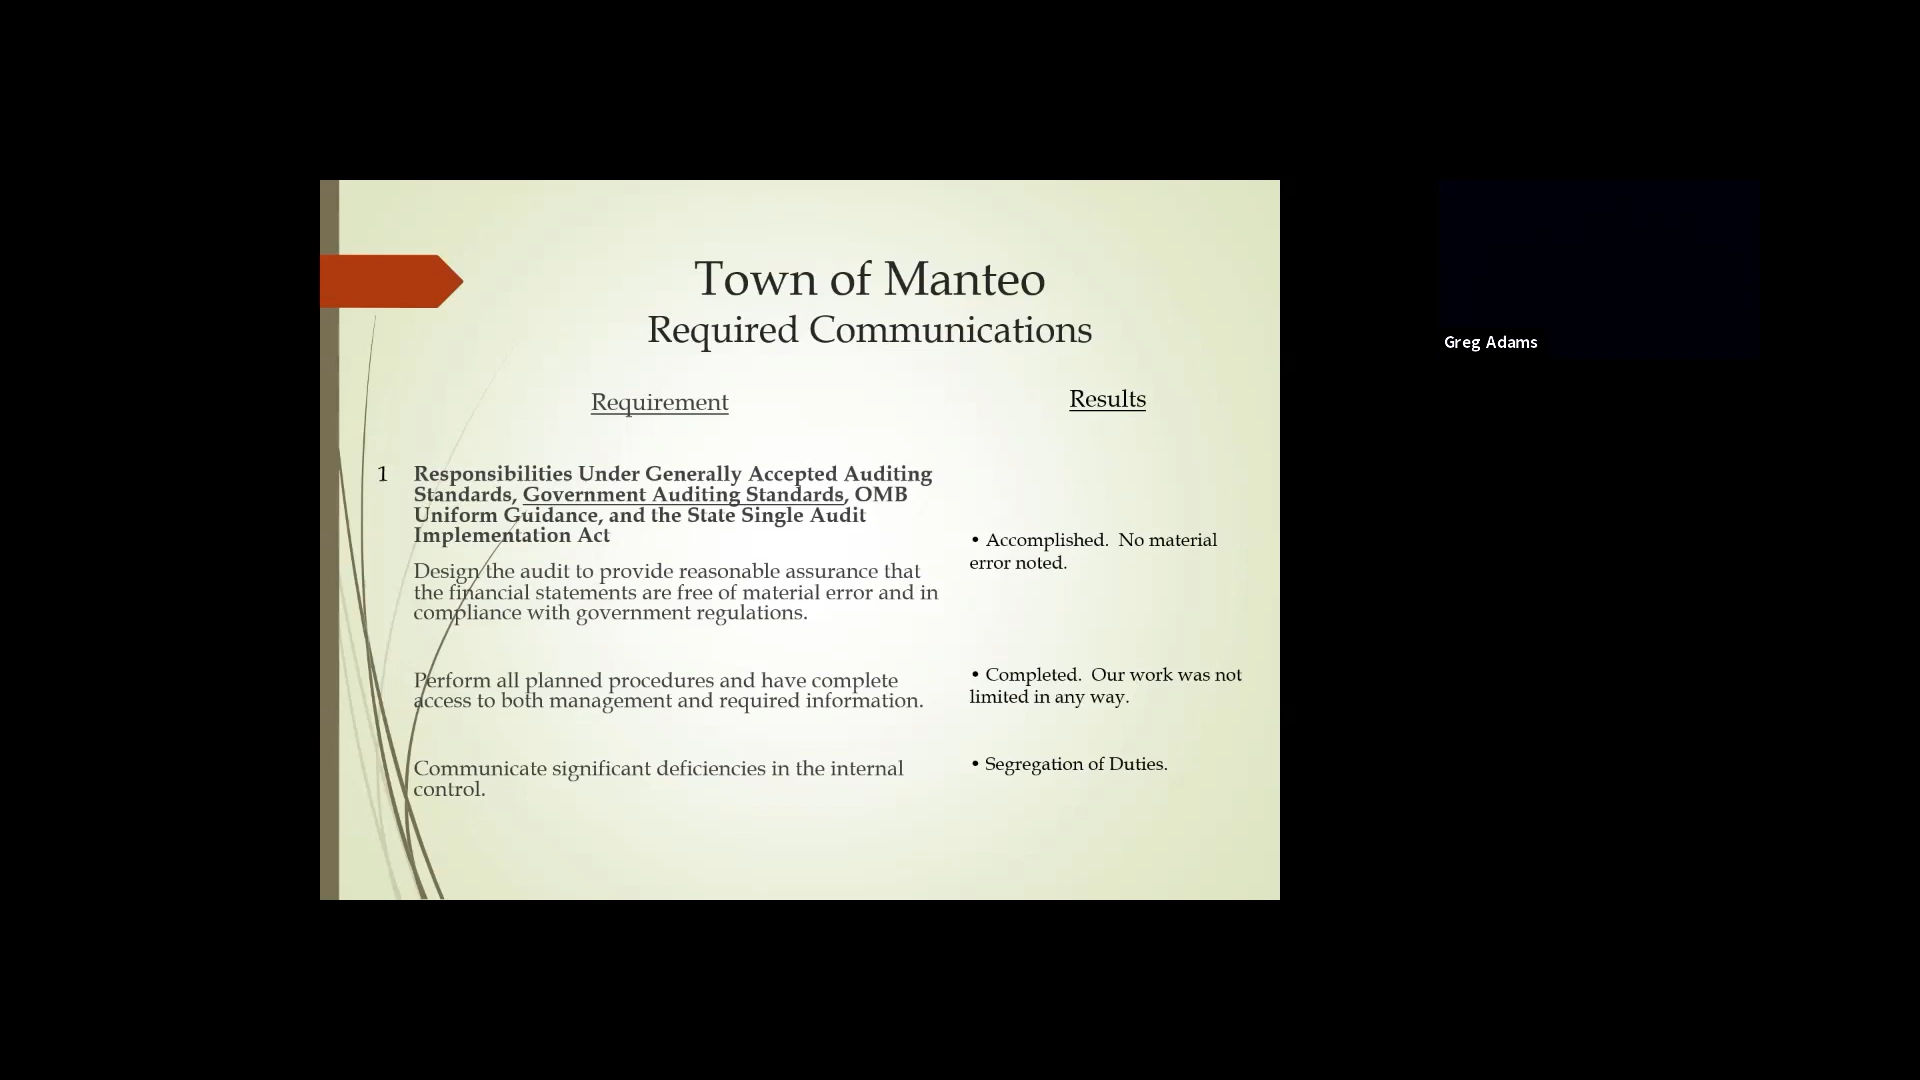 Town of Manteo
Required Communications
Requirement
Results
1 Responsibilities Under Generally Accepted Auditing
Standards, Government Auditing Standards, OMB
Uniform Guidance, and the State Single Audit
Implementation Act
Design the audit to provide reasonable assurance that
the financial statements are free of material error and in
compliance with government regulations.
• Accomplished.  No material
error noted.
Perform all planned procedures and have complete
access to both management and required information.
• Completed.  Our work was not
limited in any way.
Communicate significant deficiencies in the internal
control.
• Segregation of Duties.
Greg Adams